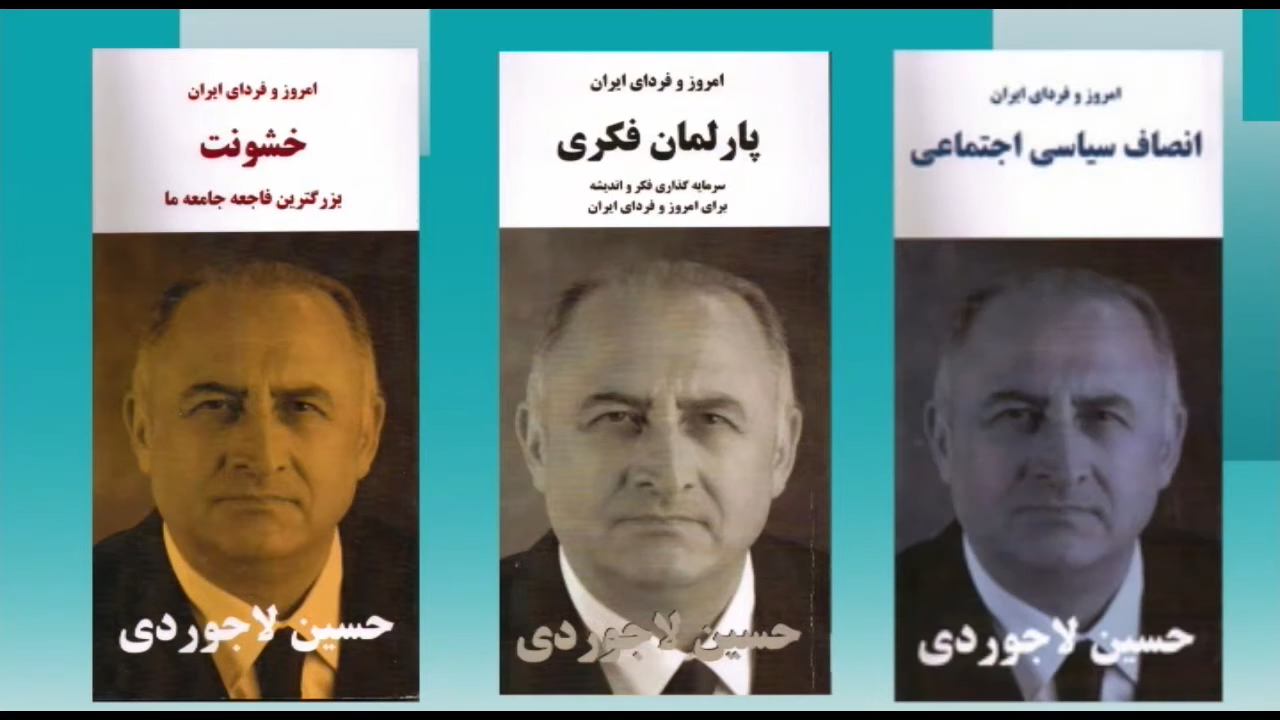 امروز و فردای ایران
انصاف سیاسی اجتماعی
حسین لاجوردی
امروز و فردای ایران
پارلمان فکری
سرمایه گذاری فکر و اندیشه
برای امروز و فردای ایران
حسین لاجوردی
امروز و فردای ایران
خشونت
بزرگترین فاجعه جامعه ما
حسین لاجوردی